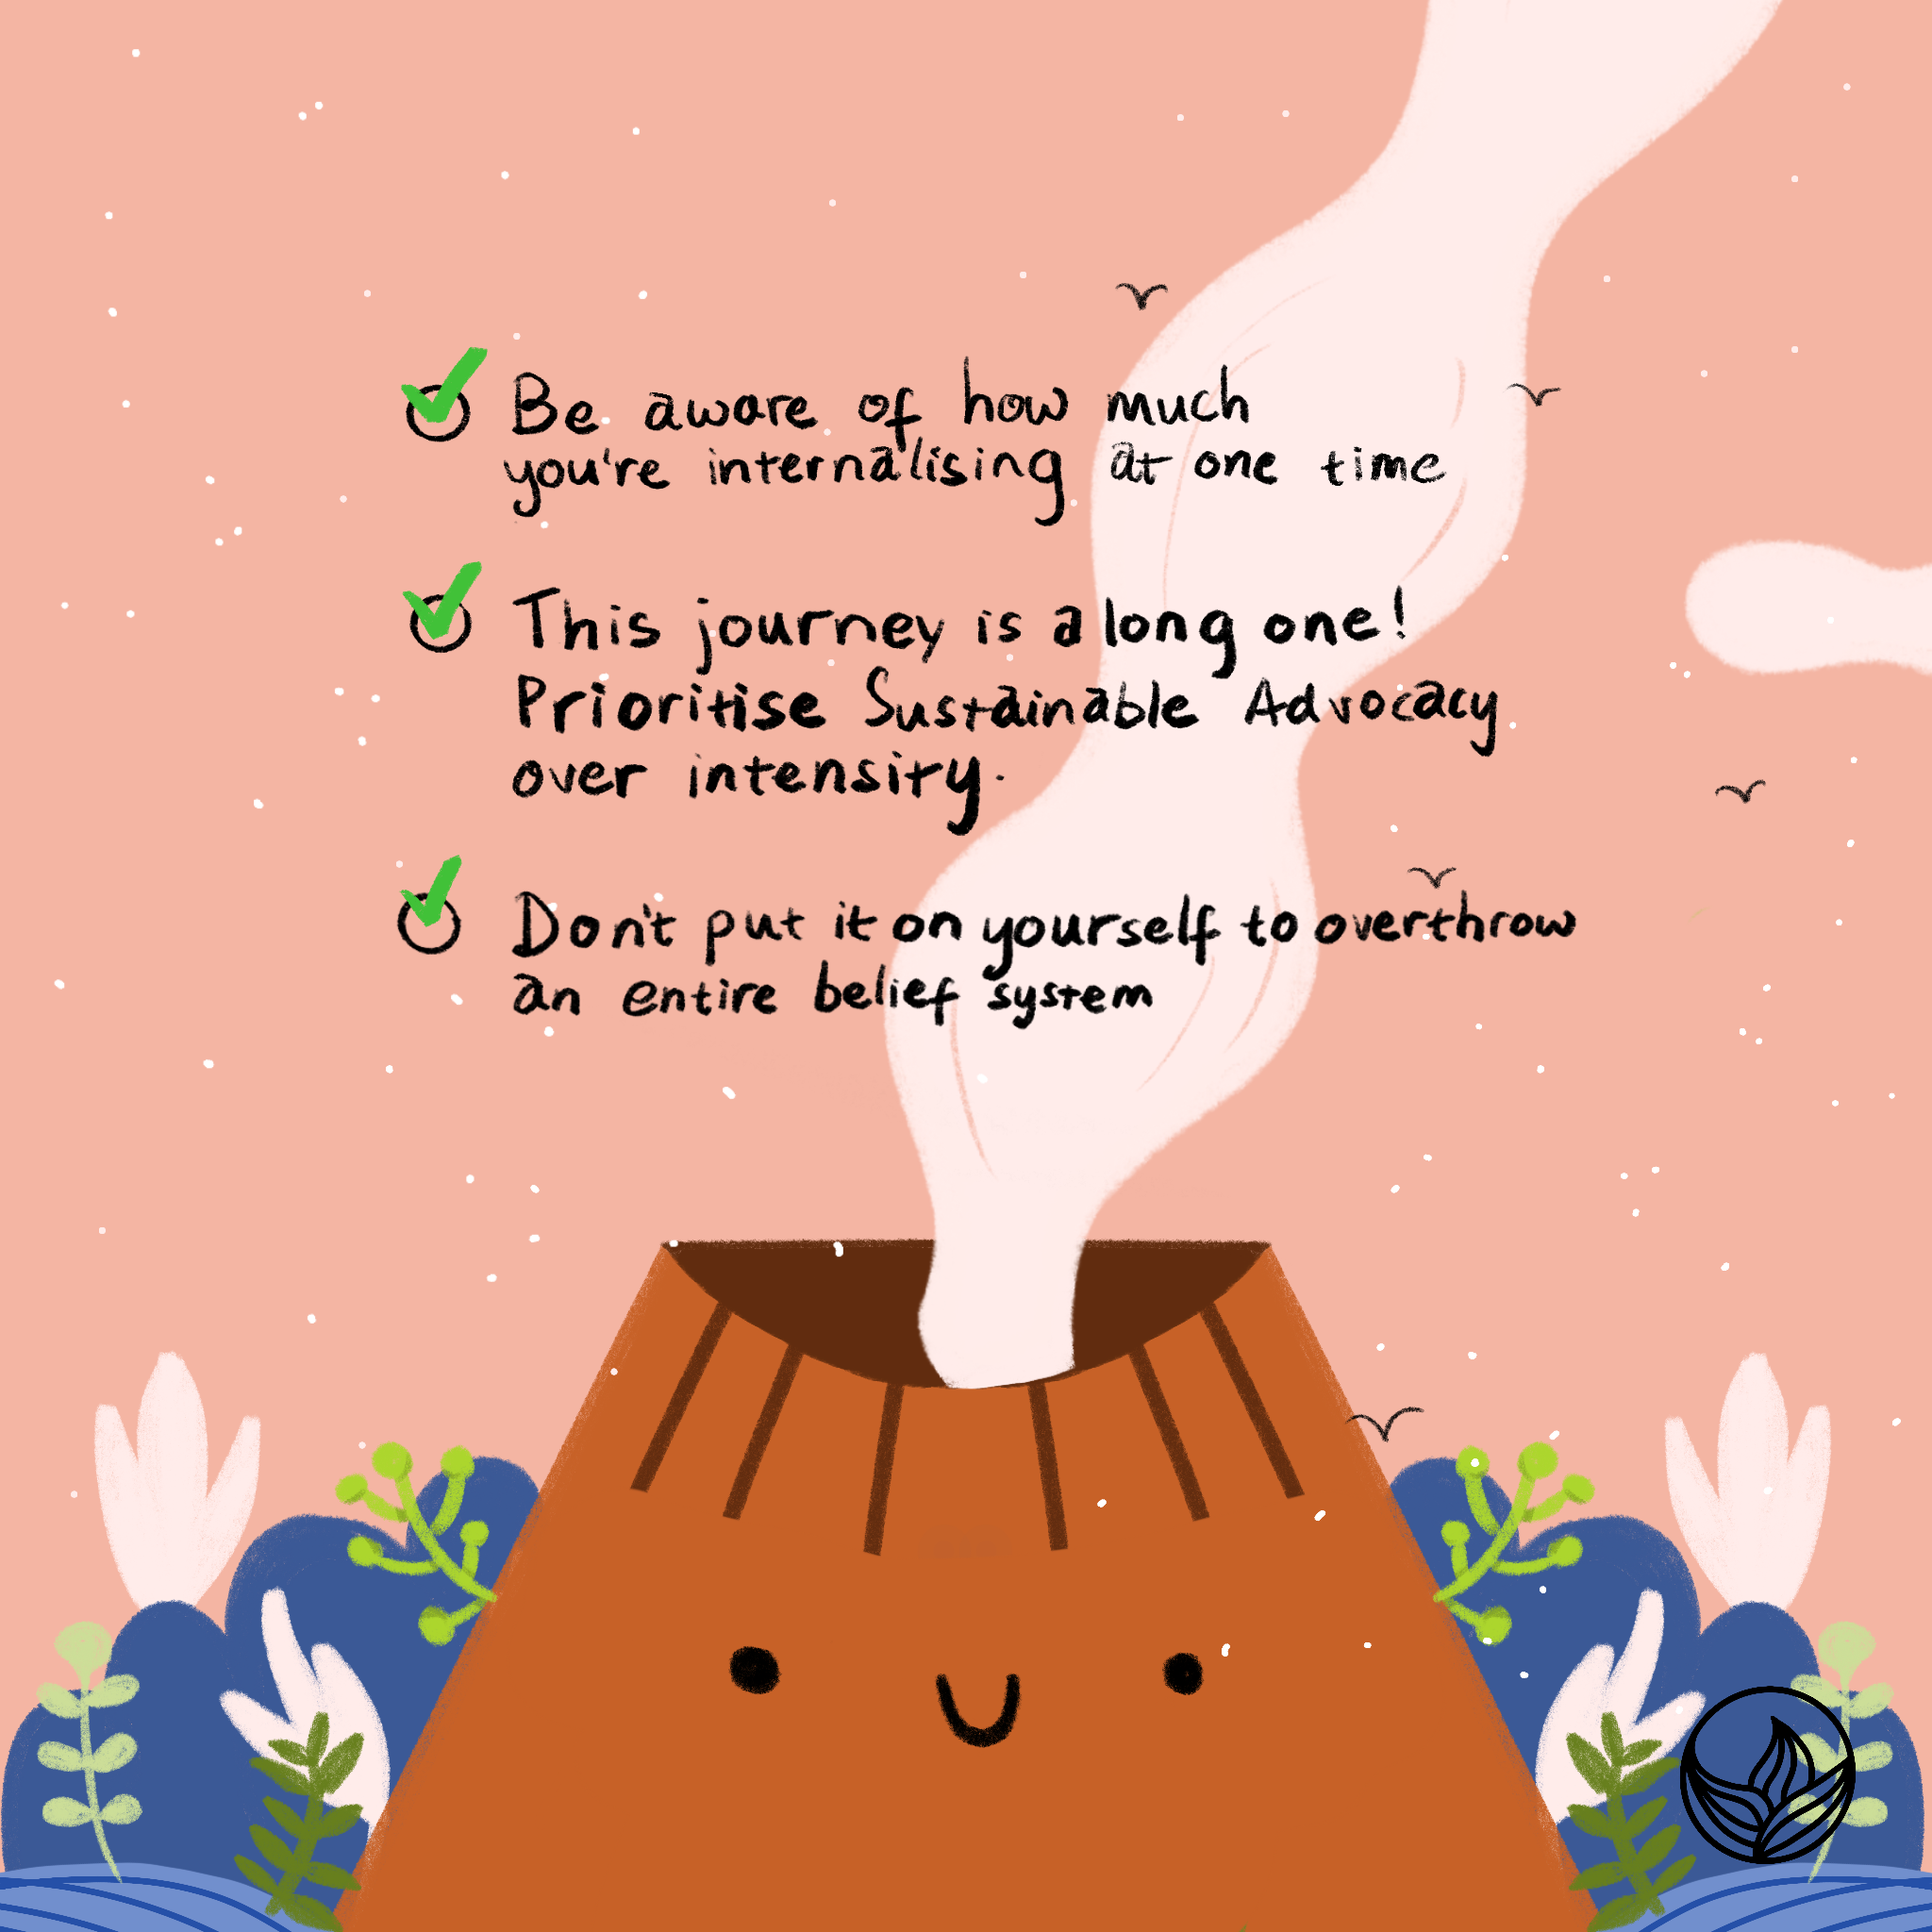 Be aware of how much
you're internalising at one time
This journey is a long one!
Prioritise Sustainable Advocacy
over intensity.
Don't put it on yourself to overthrow
an entire belief system